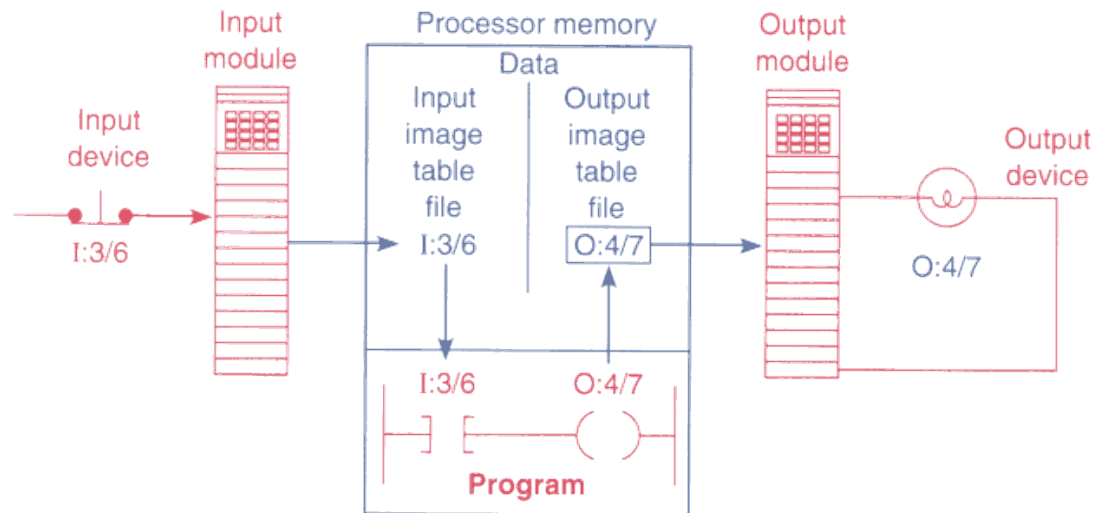 Input
module
Processor memory
Output
module
Data
Input
image
table
file
I:3/6
Output
image
table
file
O:4/7
Input
device
I:3/6
Output
device
O:4/7
I:3/6
O:4/7
Program